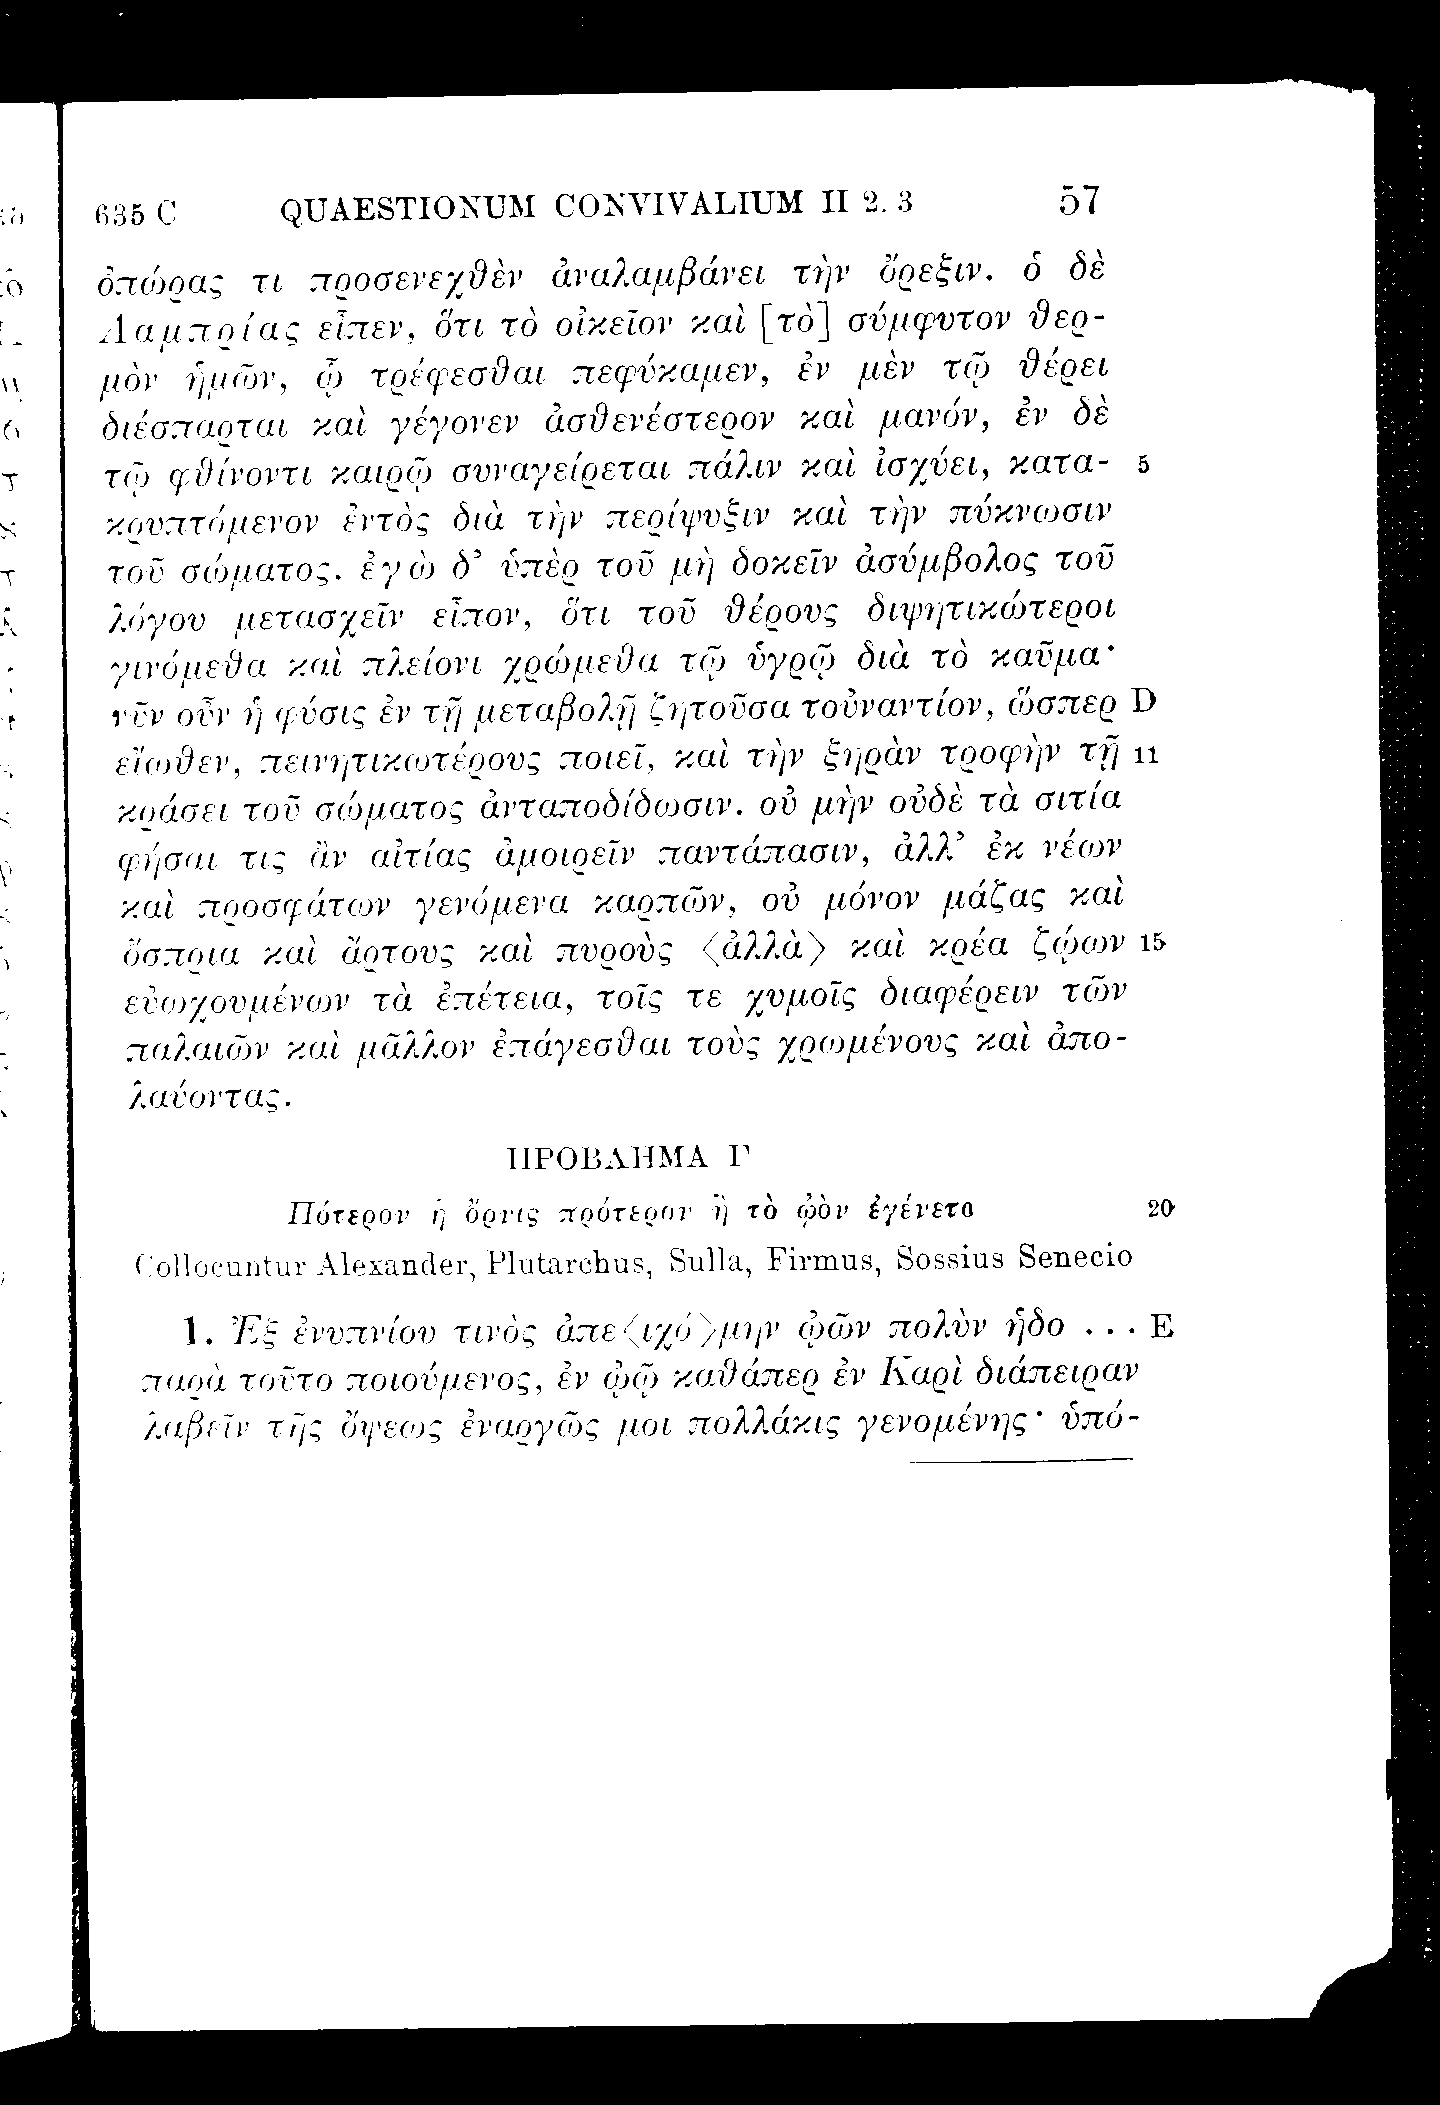 635 C QUAESTIONUM CONVIVALIUM II 2. 3 57
ὀπώρας τι προσενεχθὲν ἀναλαμβάνει τὴν ὄρεξιν. ὁ δὲ
Λαμπρίας εἶπεν, ὅτι τὸ οἰκεῖον καὶ [τὸ] σύμφυτον θερ-
μὸν ἡμῶν, ᾧ τρέφεσθαι πεφύκαμεν, ἐν μὲν τῷ θέρει
διέσπαρται καὶ γέγονεν ἀσθενέστερον καὶ μανόν, ἐν δὲ
τῷ φθίνοντι καιρῷ συναγείρεται πάλιν καὶ ἰσχύει, κατα- 5
κρυπτόμενον ἐντὸς διὰ τὴν περίψυξιν καὶ τὴν πύκνωσιν
τοῦ σώματος. ἐγὼ δ’ ὑπὲρ τοῦ μὴ δοκεῖν ἀσύμβολος τοῦ
λόγου μετασχεῖν εἶπον, ὅτι τοῦ θέρους διψητικώτεροι
γινόμεθα καὶ πλείονι χρώμεθα τῷ ὑγρῷ διὰ τὸ καῦμα·
νῦν οὖν ἡ φύσις ἐν τῇ μεταβολῇ ζητοῦσα τοὐναντίον, ὥσπερ D
εἴωθεν, πεινητικωτέρους ποιεῖ, καὶ τὴν ξηρὰν τροφὴν τῇ 11
κράσει τοῦ σώματος ἀνταποδίδωσιν. οὐ μὴν οὐδὲ τὰ σιτία
φήσαι τις ἂν αἰτίας ἀμοιρεῖν παντάπασιν, ἀλλ’ ἐκ νέων
καὶ προσφάτων γενόμενα καρπῶν, οὐ μόνον μάζας καὶ
ὄσπρια καὶ ἄρτους καὶ πυροὺς ⟨ἀλλὰ⟩ καὶ κρέα ζῴων 15
εὐωχουμένων τὰ ἐπέτεια, τοῖς τε χυμοῖς διαφέρειν τῶν
παλαιῶν καὶ μᾶλλον ἐπάγεσθαι τοὺς χρωμένους καὶ ἀπο-
λαύοντας.
ΠΡΟΒΛΗΜΑ Γ
Πότερον ἡ ὄρνις πρότερον ἢ τὸ ᾠὸν ἐγένετο 20
Collocuntur Alexander, Plutarchus, Sulla, Firmus, Sossius Senecio
1. Ἐξ ἐνυπνίου τινὸς ἀπε⟨ιχό⟩μην ᾠῶν πολὺν ἤδο ... E
παρὰ τοῦτο ποιούμενος, ἐν ᾠῷ καθάπερ ἐν Καρὶ διάπειραν
λαβεῖν τῆς ὄψεως ἐναργῶς μοι πολλάκις γενομένης· ὑπό-